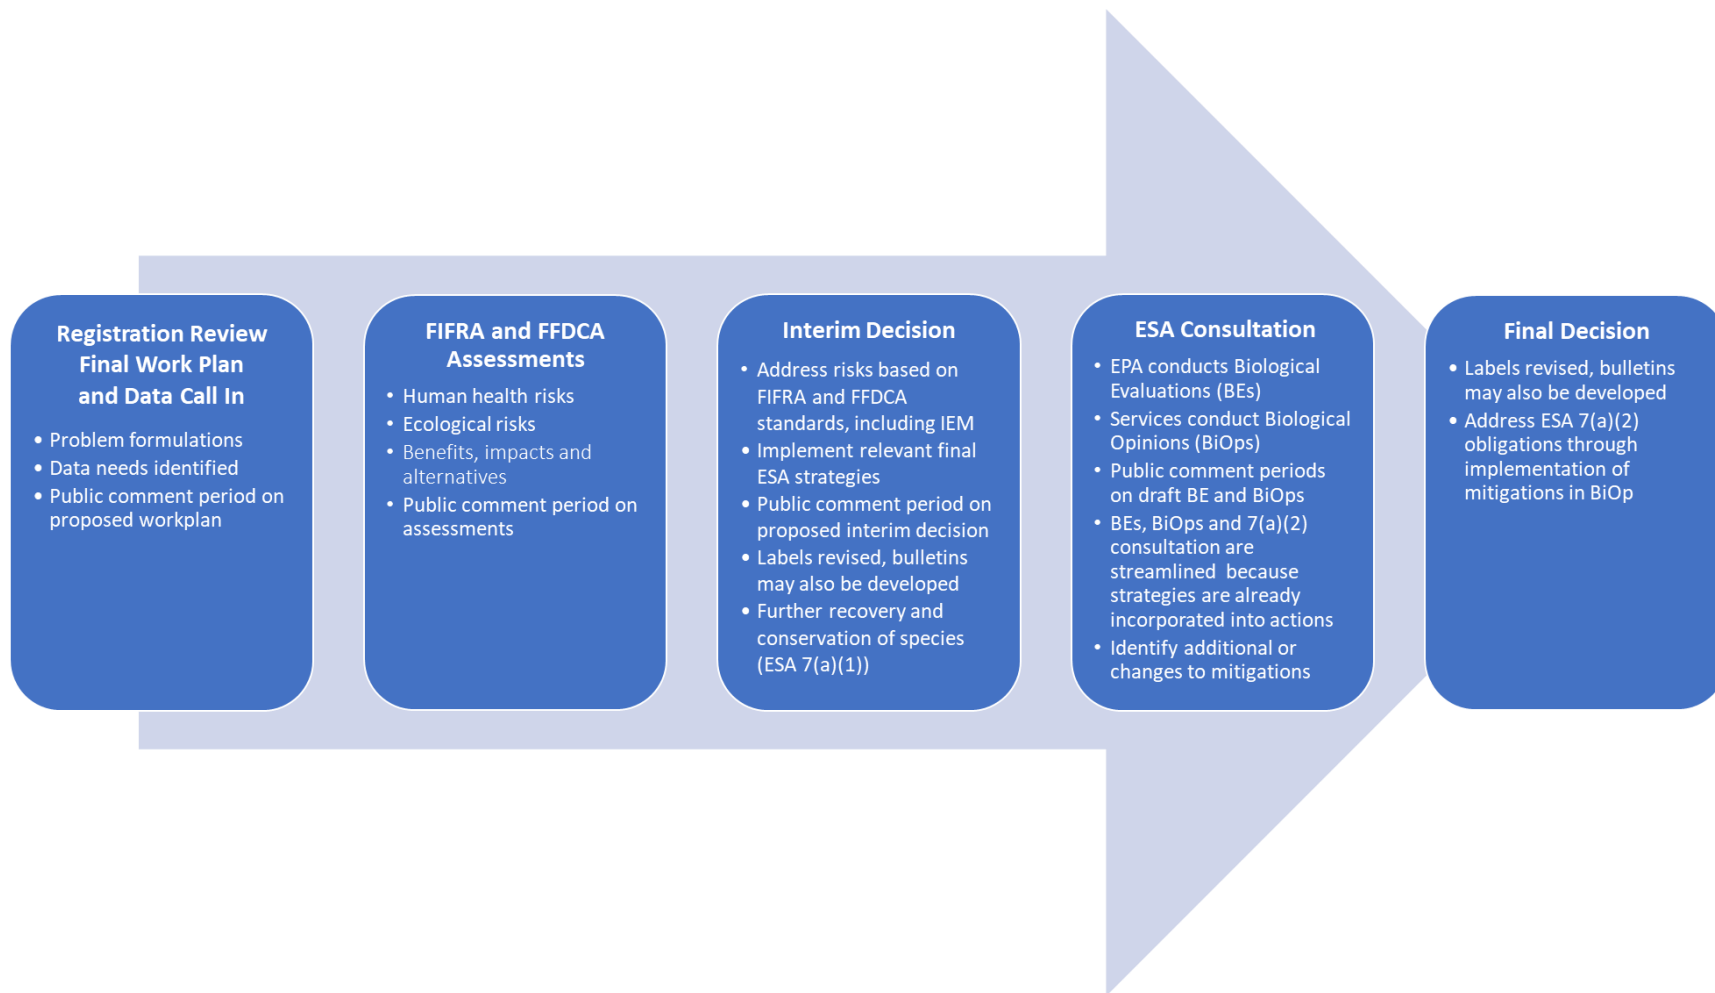 Registration Review
Final Work Plan
and Data Call In
• Problem formulations
• Data needs identified
• Public comment period on
proposed workplan
FIFRA and FFDCA
Assessments
• Human health risks
• Ecological risks
• Benefits, impacts and
alternatives
• Public comment period on
assessments
Interim Decision
• Address risks based on
FIFRA and FFDCA
standards, including IEM
• Implement relevant final
ESA strategies
• Public comment period on
proposed interim decision
• Labels revised, bulletins
may also be developed
• Further recovery and
conservation of species
(ESA 7(a)(1))
ESA Consultation
• EPA conducts Biological
Evaluations (BEs)
• Services conduct Biological
Opinions (BiOps)
• Public comment periods
on draft BE and BiOps
• BEs, BiOps and 7(a)(2)
consultation are
streamlined because
strategies are already
incorporated into actions
• Identify additional or
changes to mitigations
Final Decision
• Labels revised, bulletins
may also be developed
• Address ESA 7(a)(2)
obligations through
implementation of
mitigations in BiOp